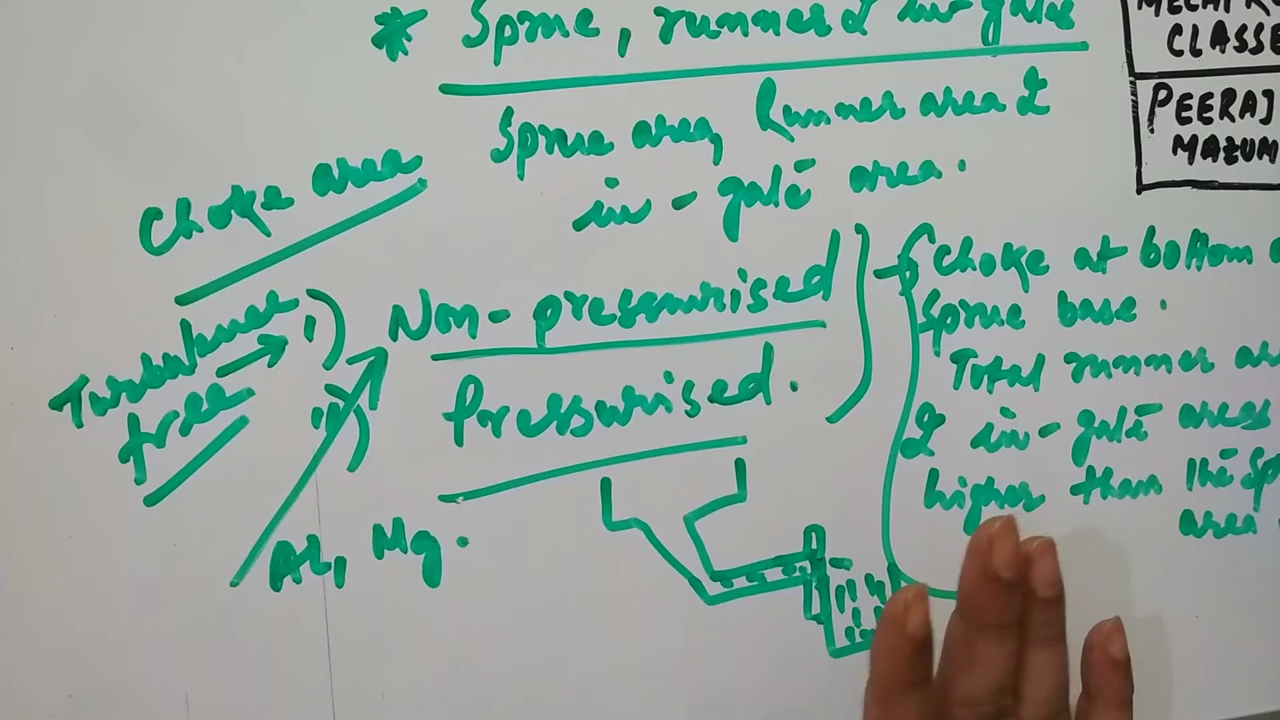 * Sprue, runner & in-gates
Sprue area, Runner area &
in-gate area.
Choke area
Turbulence
free
i) Non-pressurised
ii) Pressurised.
Al, Mg.
Choke at bottom
Sprue base.
Total runner
& in-gate areas
higher than the
area
CLASSE
PEERAJ
MAZUM